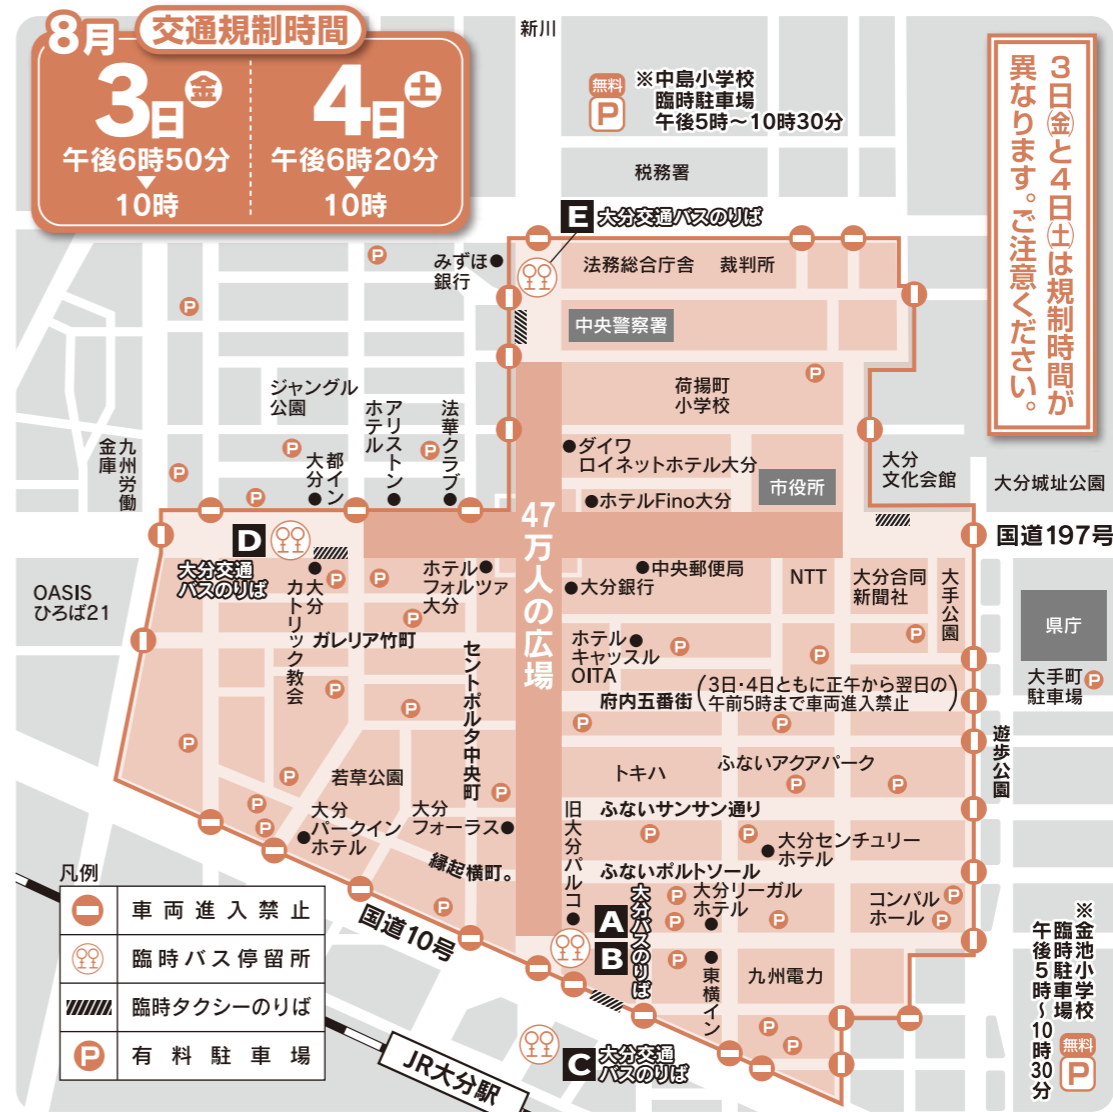 8月
交通規制時間
3日㊎
午後6時50分
10時
4日㊏
午後6時20分
10時
3日㊎と4日㊏は規制時間が
異なります。ご注意ください。
新川
無料
P
※中島小学校
臨時駐車場
午後5時～10時30分
税務署
E
大分交通バスのりば
みずほ
銀行
法務総合庁舎
裁判所
中央警察署
荷揚町
小学校
ジャングル
公園
九州労働
金庫
都イン
大分
アリストン
ホテル
法華クラブ
ダイワ
ロイネットホテル大分
ホテルFino大分
市役所
大分
文化会館
大分城址公園
国道197号
47万人の広場
D
大分交通
バスのりば
OASIS
ひろば21
大分
カトリック教会
ホテル
フォルツァ
大分
中央郵便局
大分銀行
NTT
大分合同
新聞社
大手公園
県庁
大手町
駐車場
P
ガレリア竹町
セントポルタ中央町
ホテル
キャッスル
OITA
府内五番街
(3日・4日ともに正午から翌日の
午前5時まで車両進入禁止)
遊歩公園
若草公園
トキハ
ふないアクアパーク
大分
パークイン
ホテル
大分
フォーラス
旧大分パルコ
ふないサンサン通り
大分センチュリー
ホテル
縁起横町。
ふないポルトソール
大分リーガル
ホテル
コンパル
ホール
国道10号
A
B
大分バスのりば
東横イン
九州電力
※金池小学校
臨時駐車場
午後5時～10時30分
無料
P
C
大分交通
バスのりば
JR大分駅
凡例
車両進入禁止
臨時バス停留所
臨時タクシーのりば
P
有料駐車場